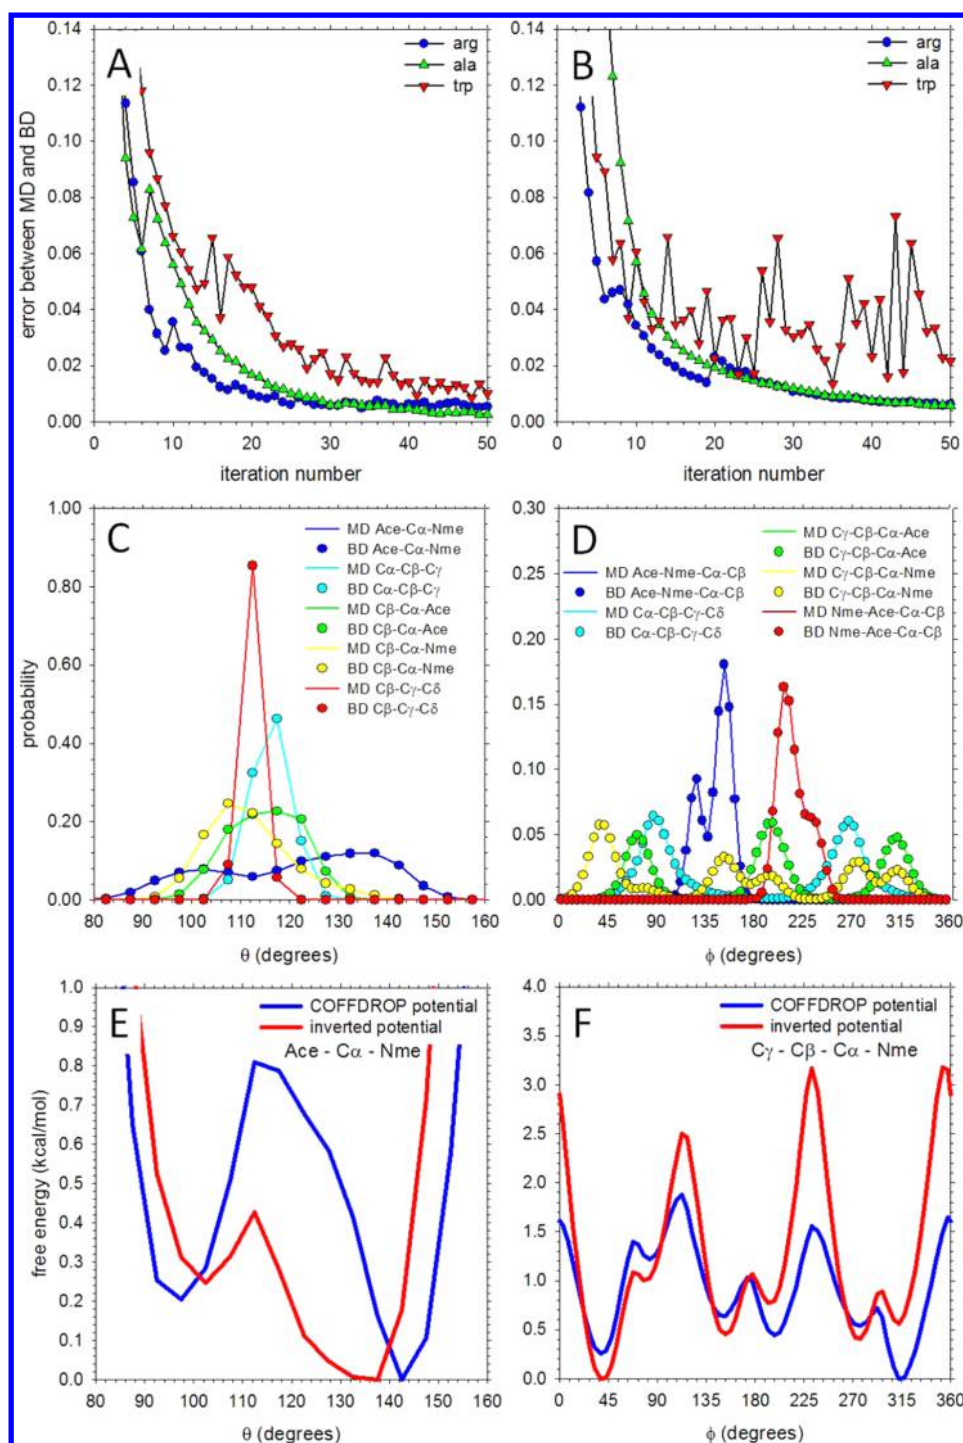 A
arg
ala
trp
error between MD and BD
0.14
0.12
0.10
0.08
0.06
0.04
0.02
0.00
0 10 20 30 40 50
iteration number
B
arg
ala
trp
0.14
0.12
0.10
0.08
0.06
0.04
0.02
0.00
0 10 20 30 40 50
iteration number
C
MD Ace-Cα-Nme
BD Ace-Cα-Nme
MD Cα-Cβ-Cγ
BD Cα-Cβ-Cγ
MD Cβ-Cα-Ace
BD Cβ-Cα-Ace
MD Cβ-Cα-Nme
BD Cβ-Cα-Nme
MD Cβ-Cγ-Cδ
BD Cβ-Cγ-Cδ
probability
1.00
0.80
0.60
0.40
0.20
0.00
80 90 100 110 120 130 140 150 160
θ (degrees)
D
MD Ace-Nme-Cα-Cβ
BD Ace-Nme-Cα-Cβ
MD Cα-Cβ-Cγ-Cδ
BD Cα-Cβ-Cγ-Cδ
MD Cγ-Cβ-Cα-Ace
BD Cγ-Cβ-Cα-Ace
MD Cγ-Cβ-Cα-Nme
BD Cγ-Cβ-Cα-Nme
MD Nme-Ace-Cα-Cβ
BD Nme-Ace-Cα-Cβ
0.30
0.25
0.20
0.15
0.10
0.05
0.00
0 45 90 135 180 225 270 315 360
ϕ (degrees)
E
COFFDROP potential
inverted potential
Ace - Cα - Nme
free energy (kcal/mol)
1.0
0.9
0.8
0.7
0.6
0.5
0.4
0.3
0.2
0.1
0.0
80 90 100 110 120 130 140 150 160
θ (degrees)
F
COFFDROP potential
inverted potential
Cγ - Cβ - Cα - Nme
4.0
3.5
3.0
2.5
2.0
1.5
1.0
0.5
0.0
0 45 90 135 180 225 270 315 360
ϕ (degrees)